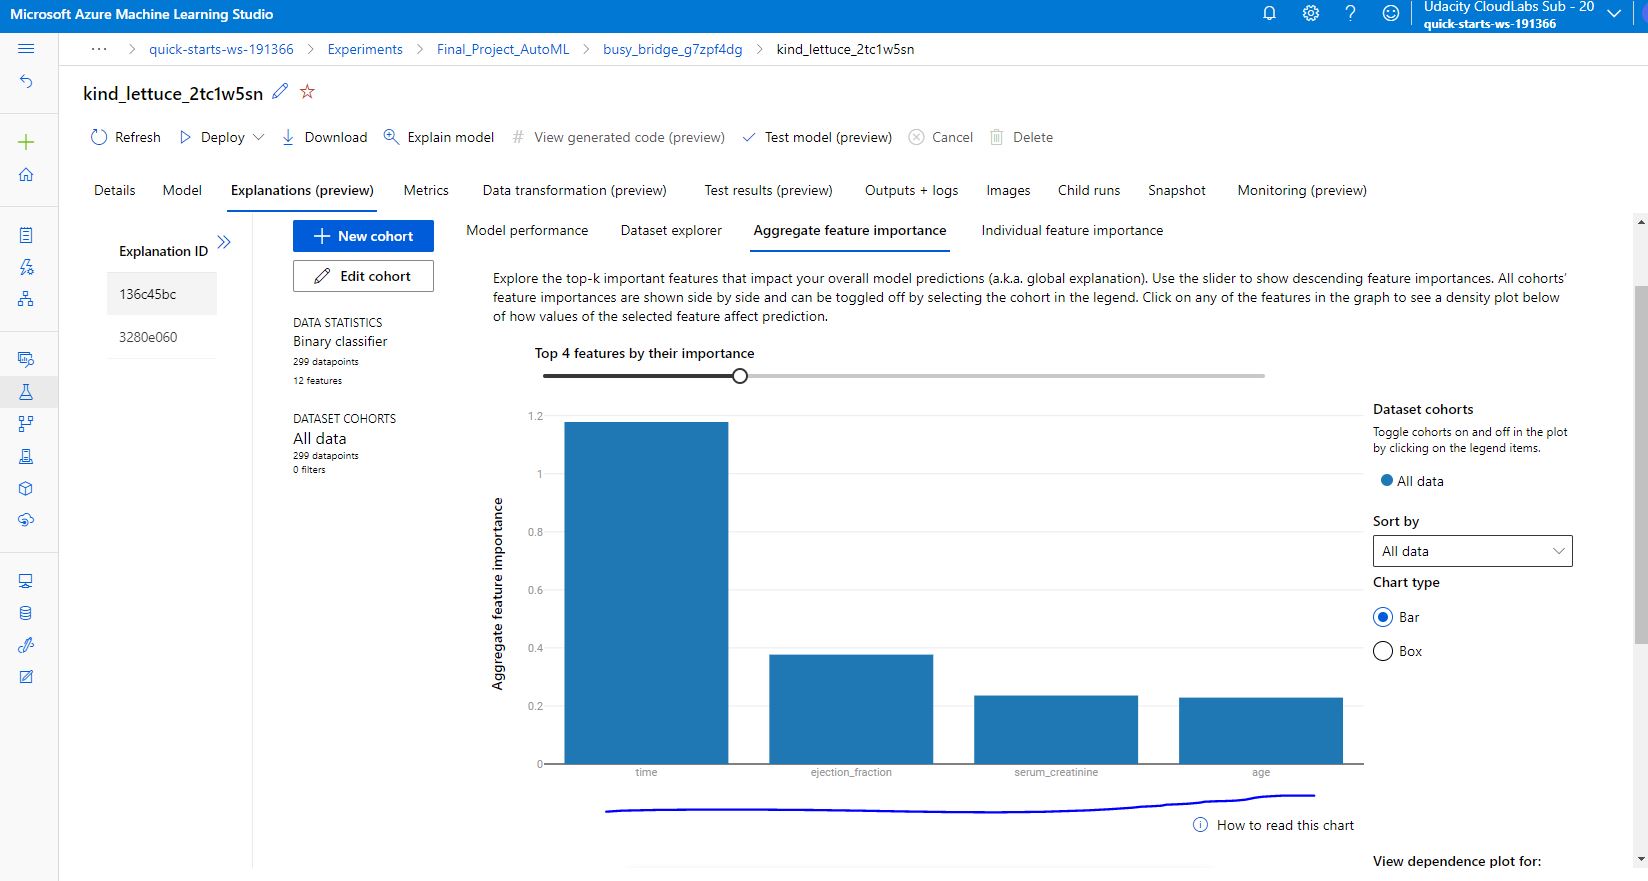 Microsoft Azure Machine Learning Studio
Udacity CloudLabs Sub - 20
quick-starts-ws-191366
··· > quick-starts-ws-191366 > Experiments > Final_Project_AutoML > busy_bridge_g7zpf4dg > kind_lettuce_2tc1w5sn
kind_lettuce_2tc1w5sn
Refresh Deploy Download Explain model # View generated code (preview) Test model (preview) Cancel Delete
Details Model Explanations (preview) Metrics Data transformation (preview) Test results (preview) Outputs + logs Images Child runs Snapshot Monitoring (preview)
Explanation ID
136c45bc
3280e060
New cohort
Edit cohort
DATA STATISTICS
Binary classifier
299 datapoints
12 features
DATASET COHORTS
All data
299 datapoints
0 filters
Model performance Dataset explorer Aggregate feature importance Individual feature importance
Explore the top-k important features that impact your overall model predictions (a.k.a. global explanation). Use the slider to show descending feature importances. All cohorts'
feature importances are shown side by side and can be toggled off by selecting the cohort in the legend. Click on any of the features in the graph to see a density plot below
of how values of the selected feature affect prediction.
Top 4 features by their importance
Aggregate feature importance
1.2
1
0.8
0.6
0.4
0.2
0
time ejection_fraction serum_creatinine age
How to read this chart
Dataset cohorts
Toggle cohorts on and off in the plot
by clicking on the legend items.
All data
Sort by
All data
Chart type
Bar
Box
View dependence plot for: